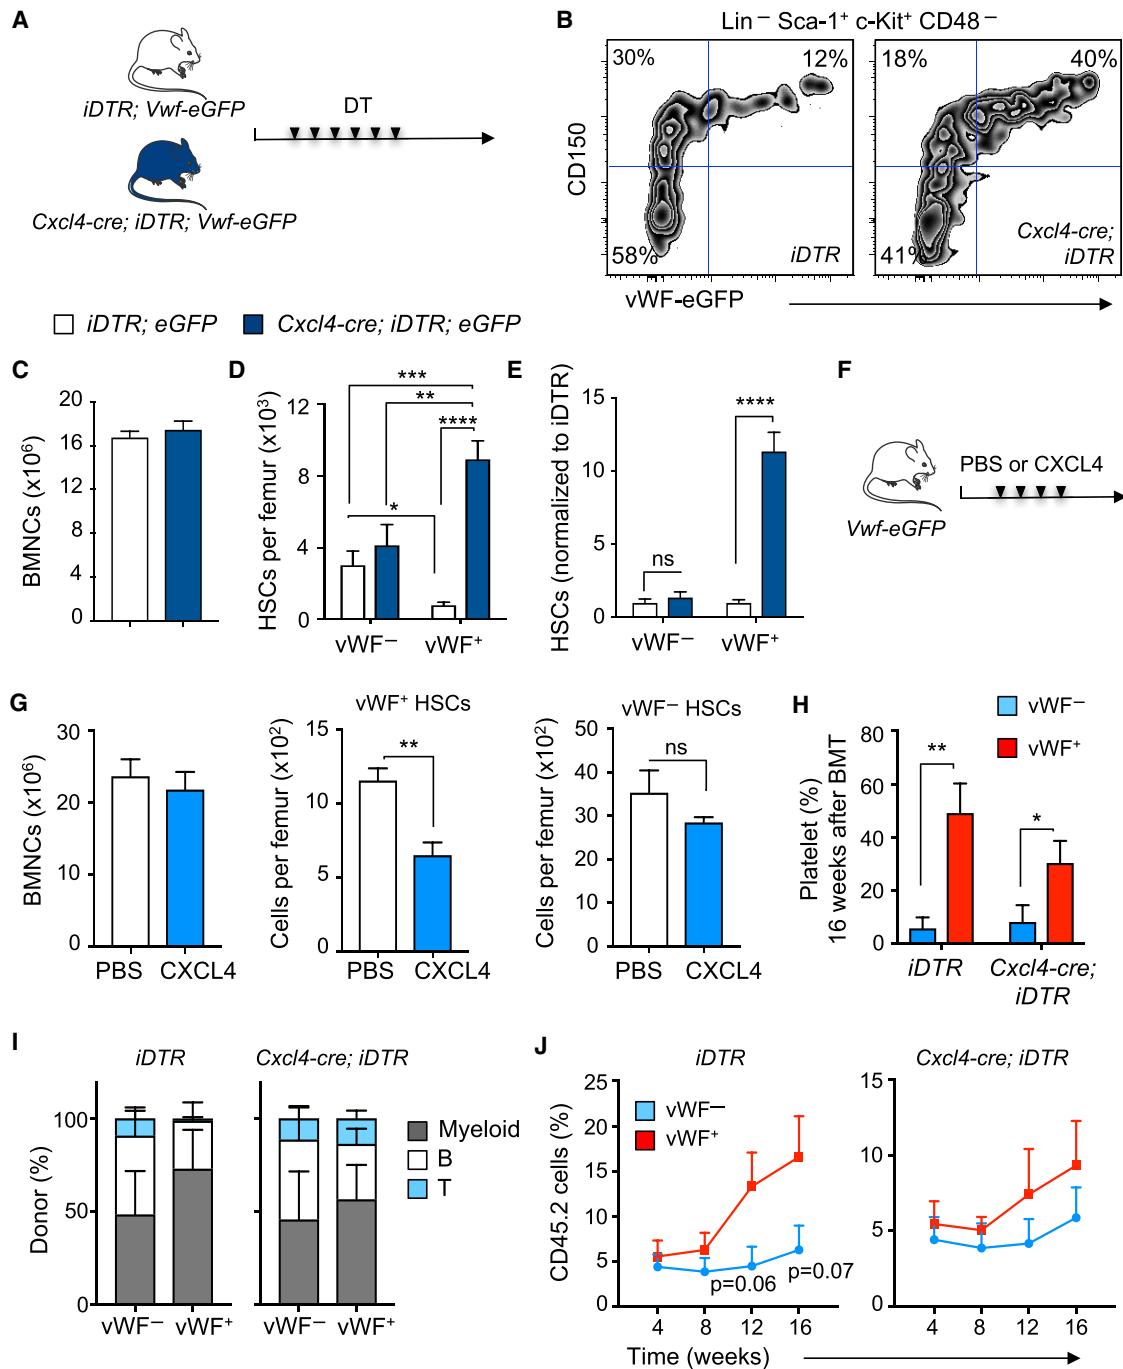 A
iDTR; Vwf-eGFP
Cxcl4-cre; iDTR; Vwf-eGFP
DT
B
Lin⁻ Sca-1⁺ c-Kit⁺ CD48⁻
30%
12%
58%
iDTR
18%
40%
41%
Cxcl4-cre;
iDTR
CD150
vWF-eGFP
iDTR; eGFP
Cxcl4-cre; iDTR; eGFP
C
BMNCs (x10⁶)
20
16
12
8
4
0
D
HSCs per femur (x10³)
12
8
4
0
***
**
****
*
vWF⁻
vWF⁺
E
HSCs (normalized to iDTR)
15
10
5
0
ns
****
vWF⁻
vWF⁺
F
Vwf-eGFP
PBS or CXCL4
G
BMNCs (x10⁶)
30
20
10
0
PBS
CXCL4
vWF⁺ HSCs
Cells per femur (x10²)
15
10
5
0
**
PBS
CXCL4
vWF⁻ HSCs
Cells per femur (x10²)
50
40
30
20
10
0
ns
PBS
CXCL4
H
vWF⁻
vWF⁺
Platelet (%)
16 weeks after BMT
80
60
40
20
0
**
*
iDTR
Cxcl4-cre;
iDTR
I
iDTR
Cxcl4-cre; iDTR
Donor (%)
100
50
0
vWF⁻
vWF⁺
vWF⁻
vWF⁺
Myeloid
B
T
J
iDTR
Cxcl4-cre; iDTR
CD45.2 cells (%)
25
20
15
10
5
0
vWF⁻
vWF⁺
p=0.06
p=0.07
4
8
12
16
15
10
5
0
4
8
12
16
Time (weeks)